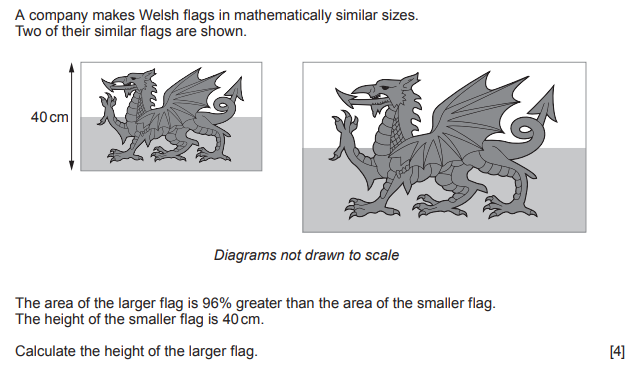 A company makes Welsh flags in mathematically similar sizes.
Two of their similar flags are shown.
40 cm
Diagrams not drawn to scale
The area of the larger flag is 96% greater than the area of the smaller flag.
The height of the smaller flag is 40 cm.
Calculate the height of the larger flag. [4]